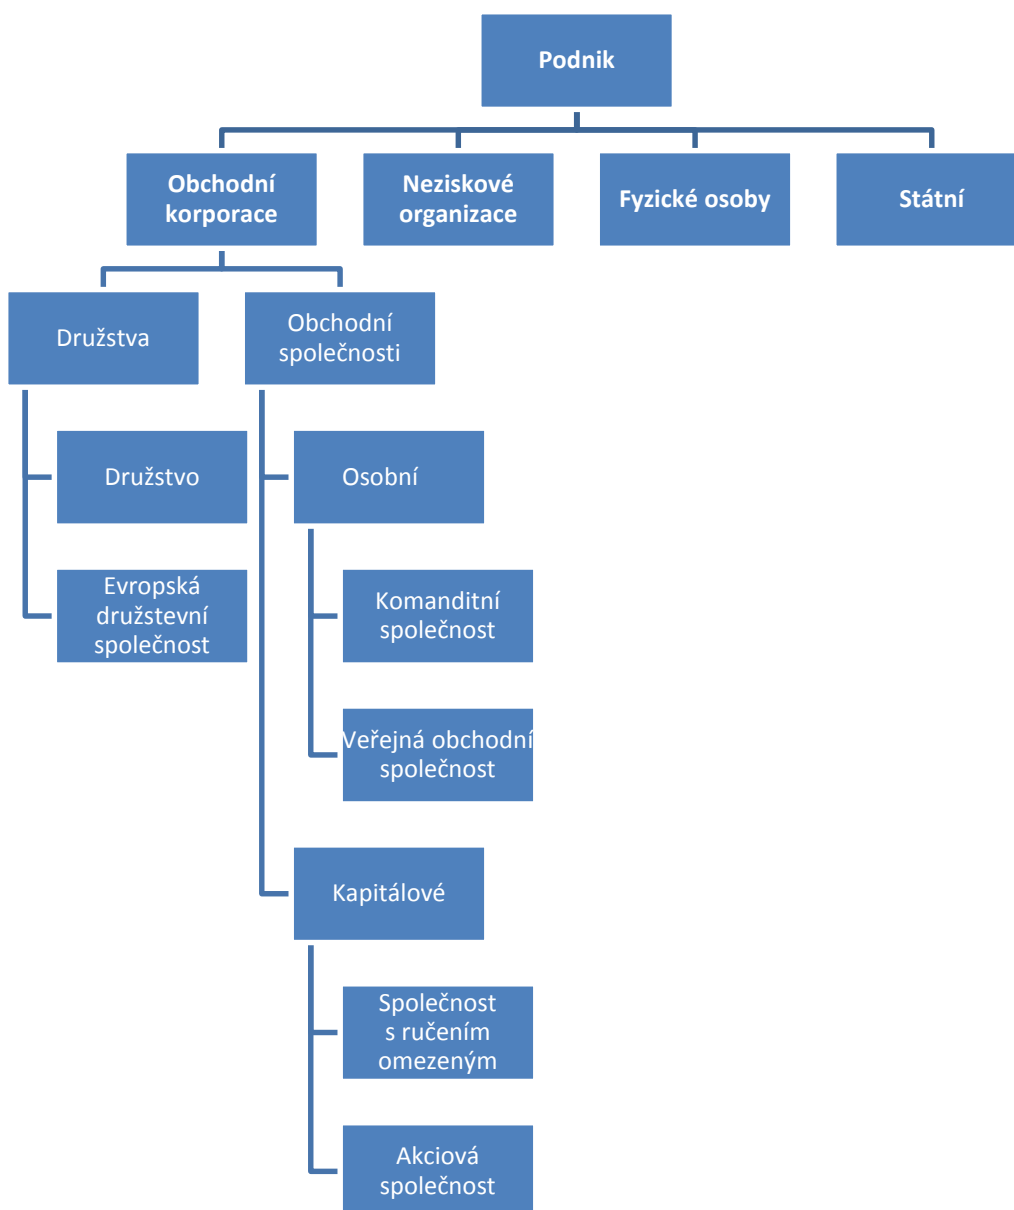 Podnik
Obchodní
korporace
Neziskové
organizace
Fyzické osoby
Státní
Družstva
Obchodní
společnosti
Družstvo
Osobní
Evropská
družstevní
společnost
Komanditní
společnost
Veřejná obchodní
společnost
Kapitálové
Společnost
s ručením
omezeným
Akciová
společnost